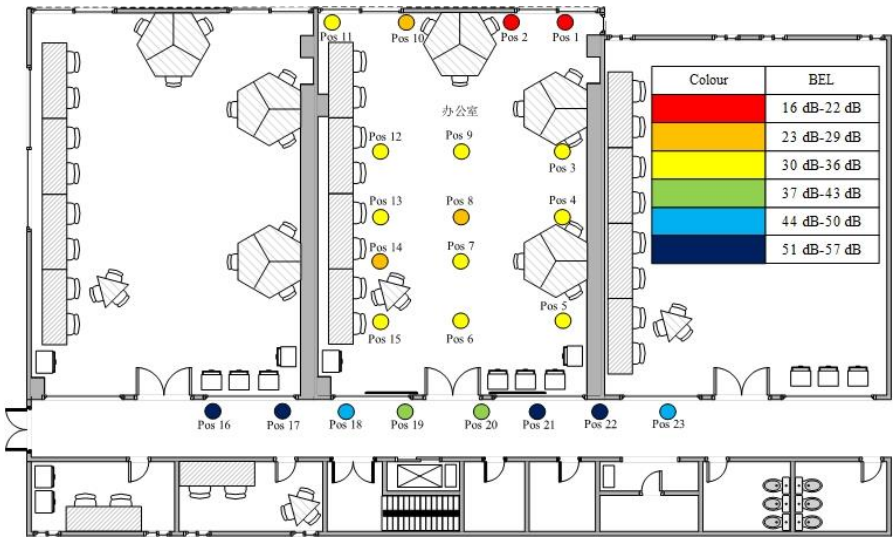 Pos 11
Pos 10
Pos 2
Pos 1
Colour BEL
16 dB-22 dB
23 dB-29 dB
30 dB-36 dB
37 dB-43 dB
44 dB-50 dB
51 dB-57 dB
办公室
Pos 12
Pos 9
Pos 3
Pos 13
Pos 8
Pos 4
Pos 14
Pos 7
Pos 5
Pos 15
Pos 6
Pos 16
Pos 17
Pos 18
Pos 19
Pos 20
Pos 21
Pos 22
Pos 23